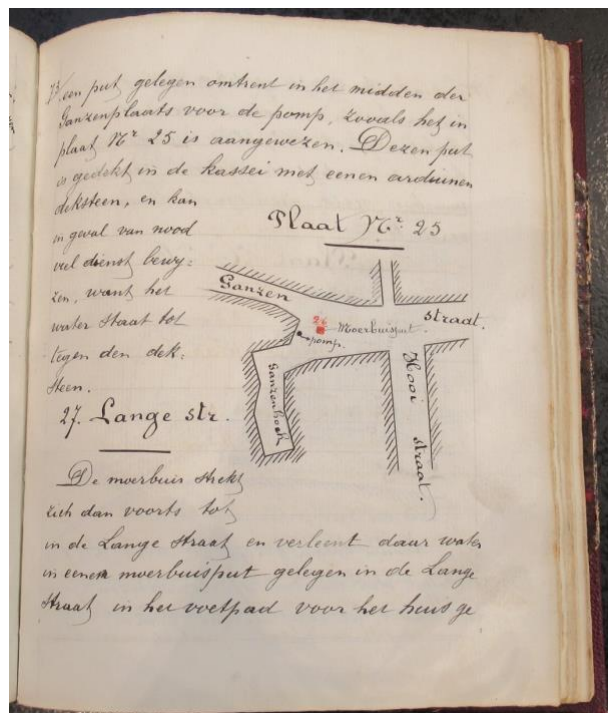 73, een put gelegen omtrent in het midden der
Ganzenplaats voor de pomp, zooals het in
plaat Nr 25 is aangewezen. Dezen put
is gedekt in de kassei met eenen arduinen
deksteen, en kan
in geval van nood
veel dienst bewy:
zen, want het
water staat tot
tegen den dek:
steen.
Plaat Nr 25
Ganzen
straat.
26
Moerbuisput.
pomp.
Ganzenhoek
Hooi straat.
27. Lange str.
De moerbuis strekt
zich dan voorts tot
in de Lange straat en verleent daar water
in eenen moerbuisput gelegen in de Lange
straat in het voetpad voor het huis ge